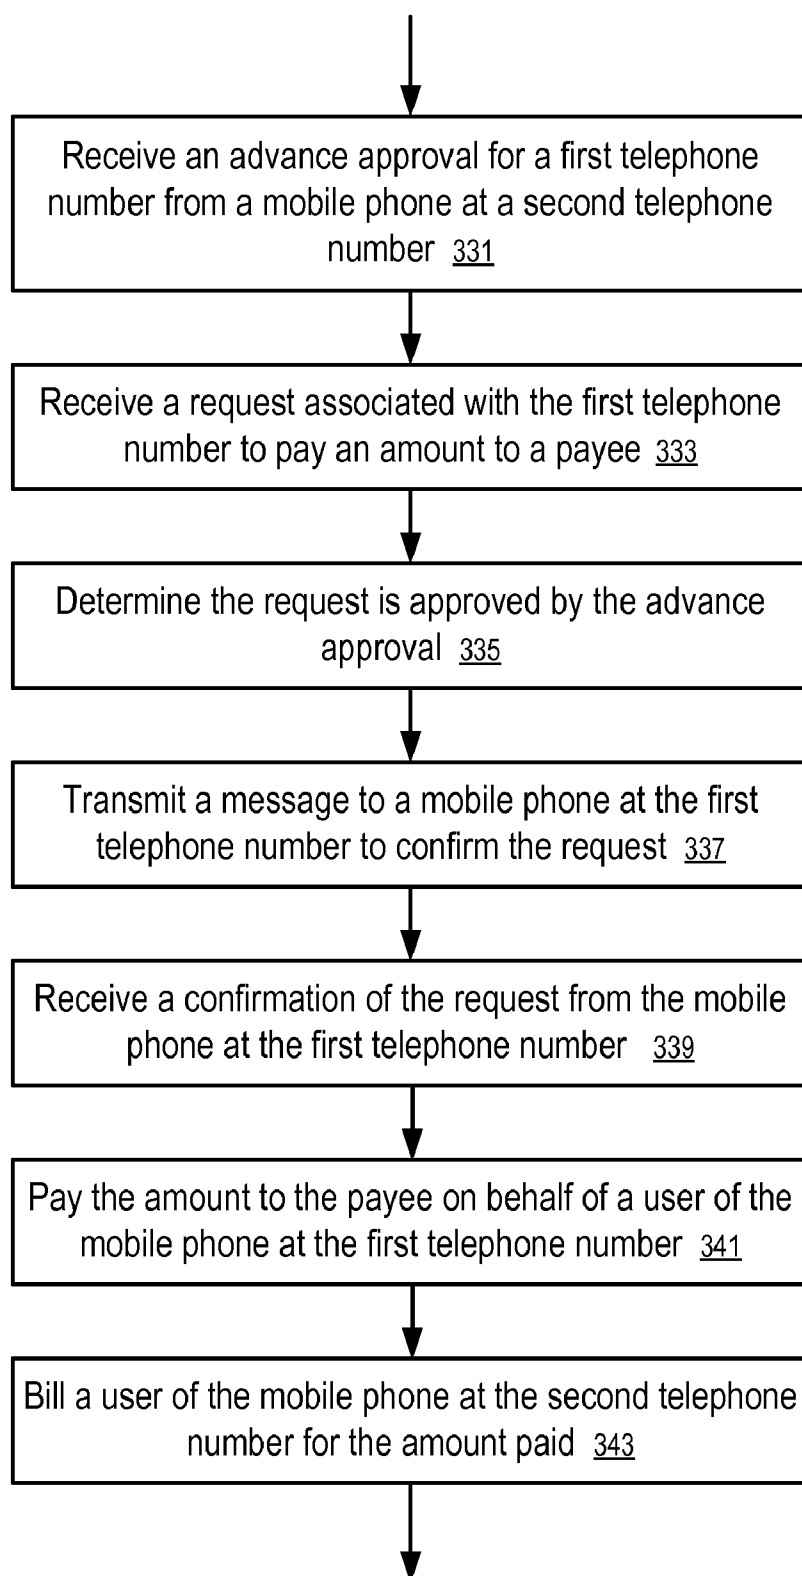 Receive an advance approval for a first telephone
number from a mobile phone at a second telephone
number 331
Receive a request associated with the first telephone
number to pay an amount to a payee 333
Determine the request is approved by the advance
approval 335
Transmit a message to a mobile phone at the first
telephone number to confirm the request 337
Receive a confirmation of the request from the mobile
phone at the first telephone number 339
Pay the amount to the payee on behalf of a user of the
mobile phone at the first telephone number 341
Bill a user of the mobile phone at the second telephone
number for the amount paid 343